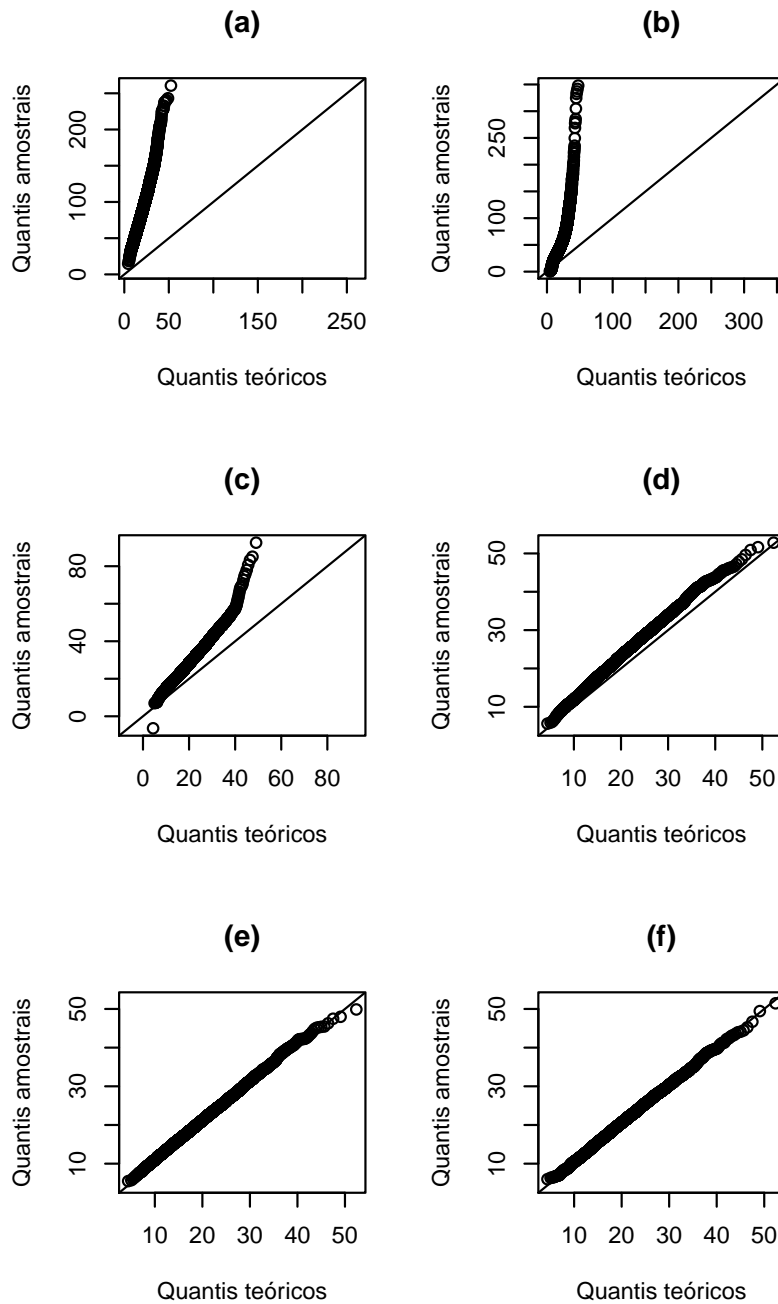 (a)
Quantis amostrais
200
100
0
0 50 150 250
Quantis teóricos
(b)
Quantis amostrais
250
100
0
0 100 200 300
Quantis teóricos
(c)
Quantis amostrais
80
40
0
0 20 40 60 80
Quantis teóricos
(d)
Quantis amostrais
50
30
10
10 20 30 40 50
Quantis teóricos
(e)
Quantis amostrais
50
30
10
10 20 30 40 50
Quantis teóricos
(f)
Quantis amostrais
50
30
10
10 20 30 40 50
Quantis teóricos